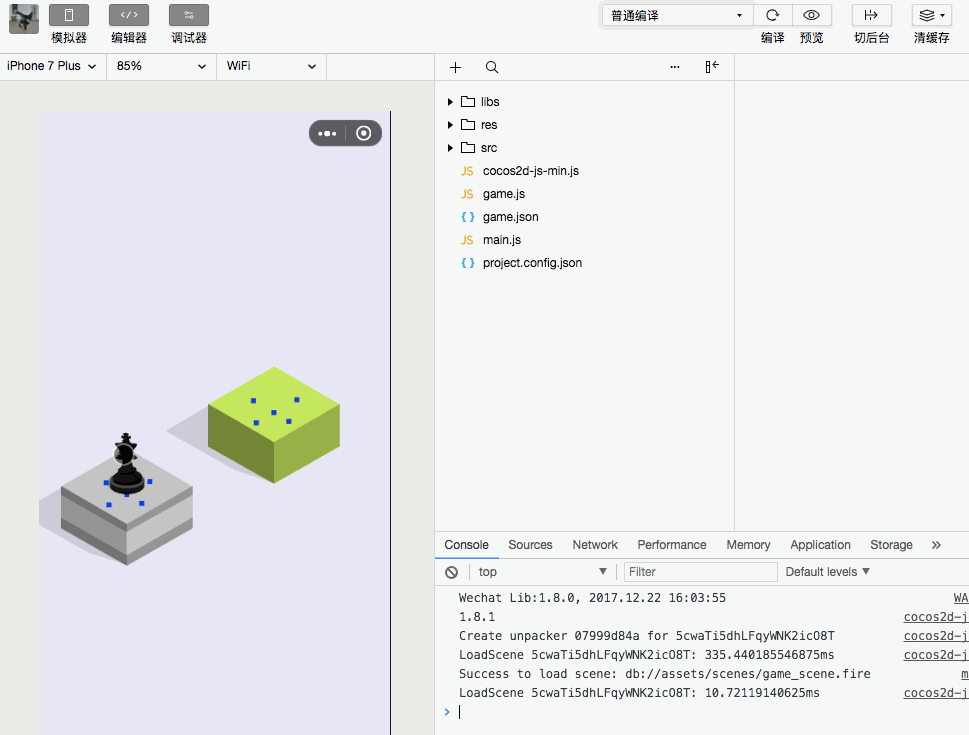 模拟器 编辑器 调试器 普通编译 编译 预览 切后台 清缓存
iPhone 7 Plus 85% WiFi
libs
res
src
JS cocos2d-js-min.js
JS game.js
{ } game.json
JS main.js
{ } project.config.json
Console Sources Network Performance Memory Application Storage »
top Filter Default levels
Wechat Lib:1.8.0, 2017.12.22 16:03:55 WA
1.8.1 cocos2d-j
Create unpacker 07999d84a for 5cwaTi5dhLFqyWNK2icO8T cocos2d-j
LoadScene 5cwaTi5dhLFqyWNK2icO8T: 335.440185546875ms cocos2d-j
Success to load scene: db://assets/scenes/game_scene.fire m
LoadScene 5cwaTi5dhLFqyWNK2icO8T: 10.72119140625ms cocos2d-j
>